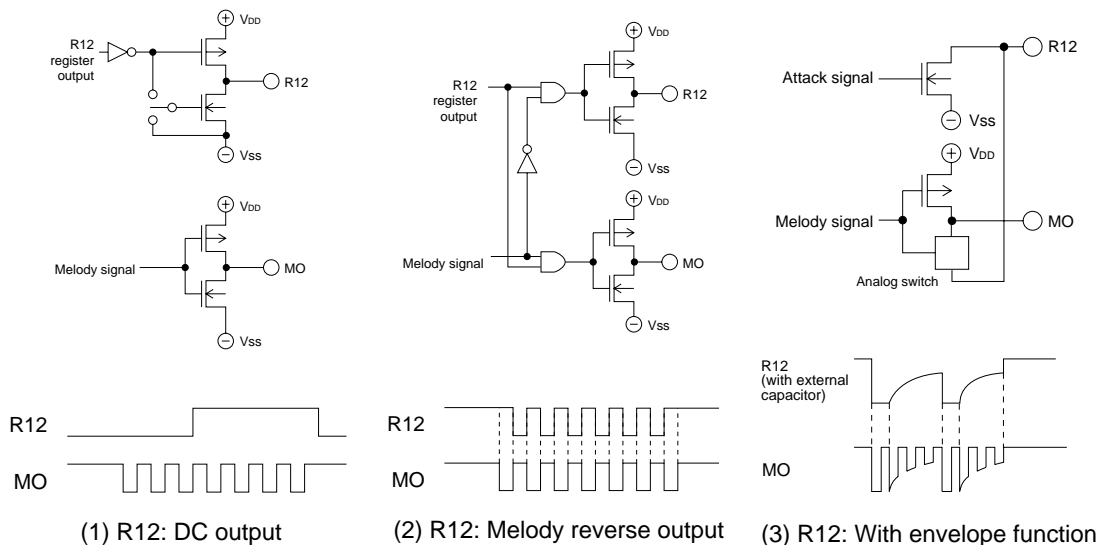 VDD
R12
register
output
R12
VSS
VDD
Melody signal
MO
VSS
R12
MO
(1) R12: DC output
VDD
R12
register
output
R12
VSS
VDD
Melody signal
MO
VSS
R12
MO
(2) R12: Melody reverse output
R12
Attack signal
VSS
VDD
Melody signal
MO
Analog switch
R12
(with external
capacitor)
MO
(3) R12: With envelope function